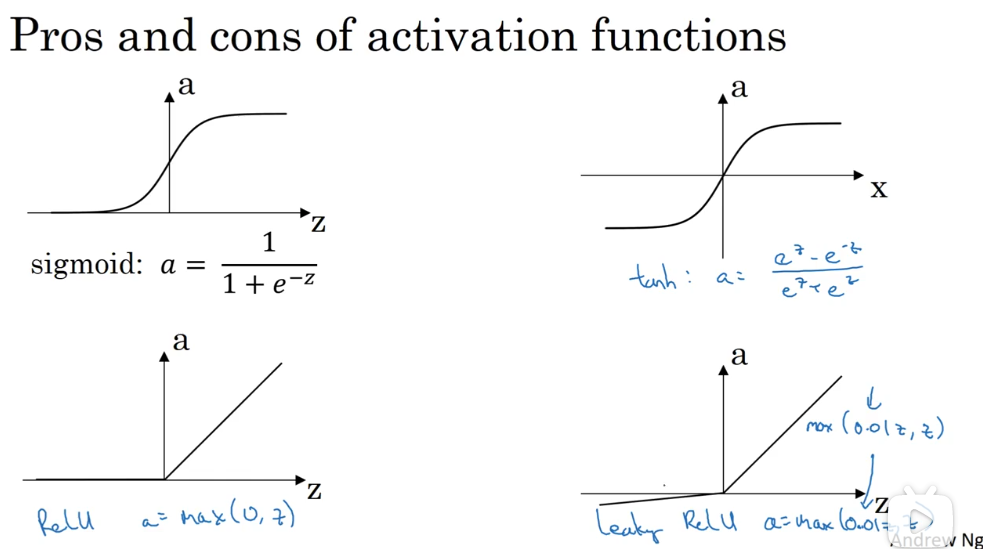 Pros and cons of activation functions
a
z
sigmoid: a = 1 / (1 + e^−z)
a
x
tanh: a = (e^z - e^-z) / (e^z + e^z)
a
z
ReLU a = max(0, z)
a
max(0.01z, z)
z
Leaky ReLU a = max(0.01z, z)
Andrew Ng